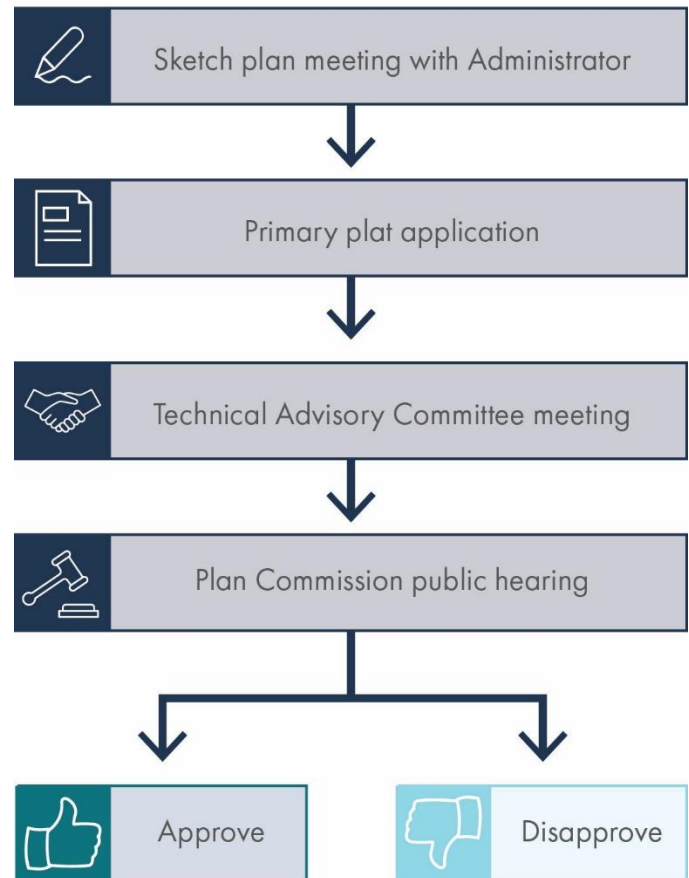 Sketch plan meeting with Administrator
Primary plat application
Technical Advisory Committee meeting
Plan Commission public hearing
Approve
Disapprove